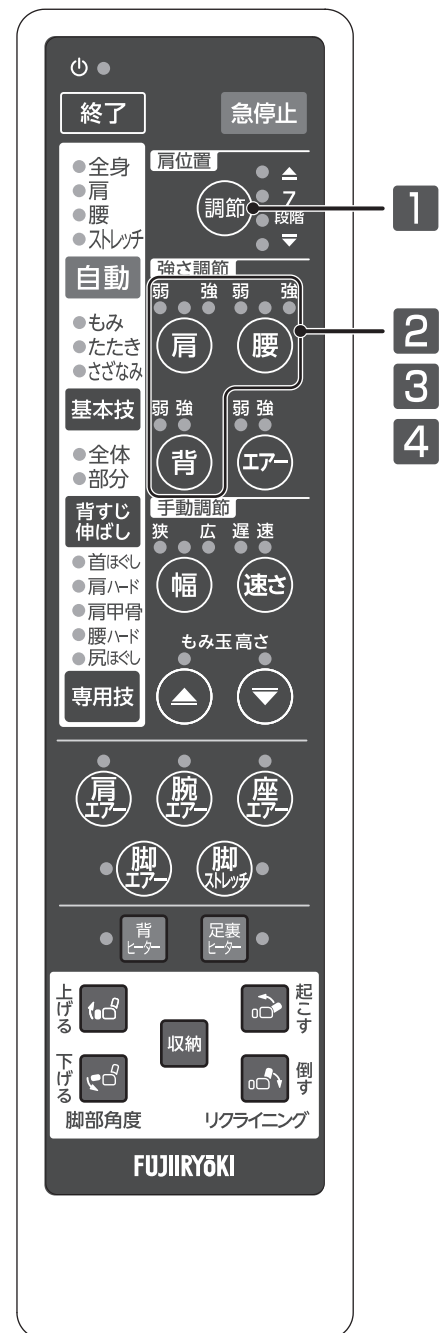 終了
急停止
全身
肩
腰
ストレッチ
自動
肩位置
調節
7
段階
1
強さ調節
弱 強 弱 強
肩 腰
2
3
4
もみ
たたき
さざなみ
基本技
弱 強 弱 強
背 エアー
全体
部分
背すじ
伸ばし
手動調節
狭 広 遅 速
幅 速さ
首ほぐし
肩ハード
肩甲骨
腰ハード
尻ほぐし
専用技
もみ玉高さ
肩
エアー
腕
エアー
座
エアー
脚
エアー
脚
ストレッチ
背
ヒーター
足裏
ヒーター
上げる
起こす
収納
下げる
倒す
脚部角度
リクライニング
FUJIIRYŌKI